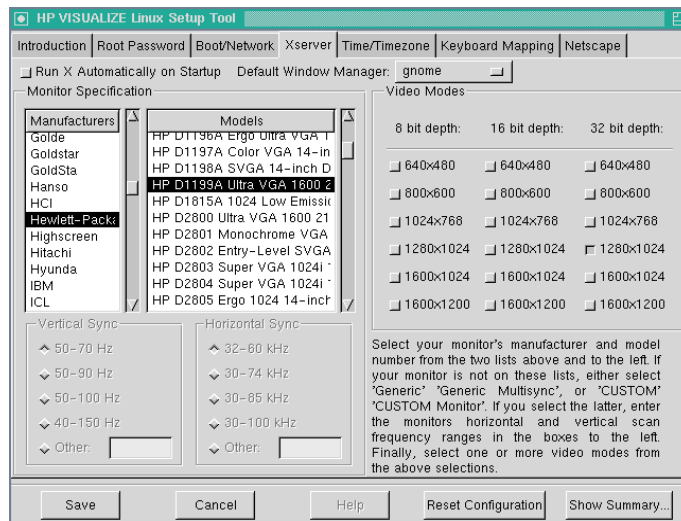 HP VISUALIZE Linux Setup Tool
Introduction Root Password Boot/Network Xserver Time/Timezone Keyboard Mapping Netscape
Run X Automatically on Startup Default Window Manager: gnome
Monitor Specification
Manufacturers
Golde
Goldstar
GoldSta
Hanso
HCI
Hewlett-Packa
Highscreen
Hitachi
Hyunda
IBM
ICL
Models
HP D1196A Ergo Ultra VGA 1
HP D1197A Color VGA 14-in
HP D1198A SVGA 14-inch D
HP D1199A Ultra VGA 1600 2
HP D1815A 1024 Low Emissic
HP D2800 Ultra VGA 1600 21
HP D2801 Monochrome VGA
HP D2802 Entry-Level SVGA
HP D2803 Super VGA 1024i
HP D2804 Super VGA 1024i
HP D2805 Ergo 1024 14-inch
Video Modes
8 bit depth: 16 bit depth: 32 bit depth:
640x480 640x480 640x480
800x600 800x600 800x600
1024x768 1024x768 1024x768
1280x1024 1280x1024 1280x1024
1600x1024 1600x1024 1600x1024
1600x1200 1600x1200 1600x1200
Vertical Sync
50-70 Hz
50-90 Hz
50-100 Hz
40-150 Hz
Other:
Horizontal Sync
32-60 kHz
30-74 kHz
30-85 kHz
30-100 kHz
Other:
Select your monitor's manufacturer and model
number from the two lists above and to the left. If
your monitor is not on these lists, either select
'Generic' 'Generic Multisync', or 'CUSTOM'
'CUSTOM Monitor'. If you select the latter, enter
the monitors horizontal and vertical scan
frequency ranges in the boxes to the left.
Finally, select one or more video modes from
the above selections.
Save Cancel Help Reset Configuration Show Summary...